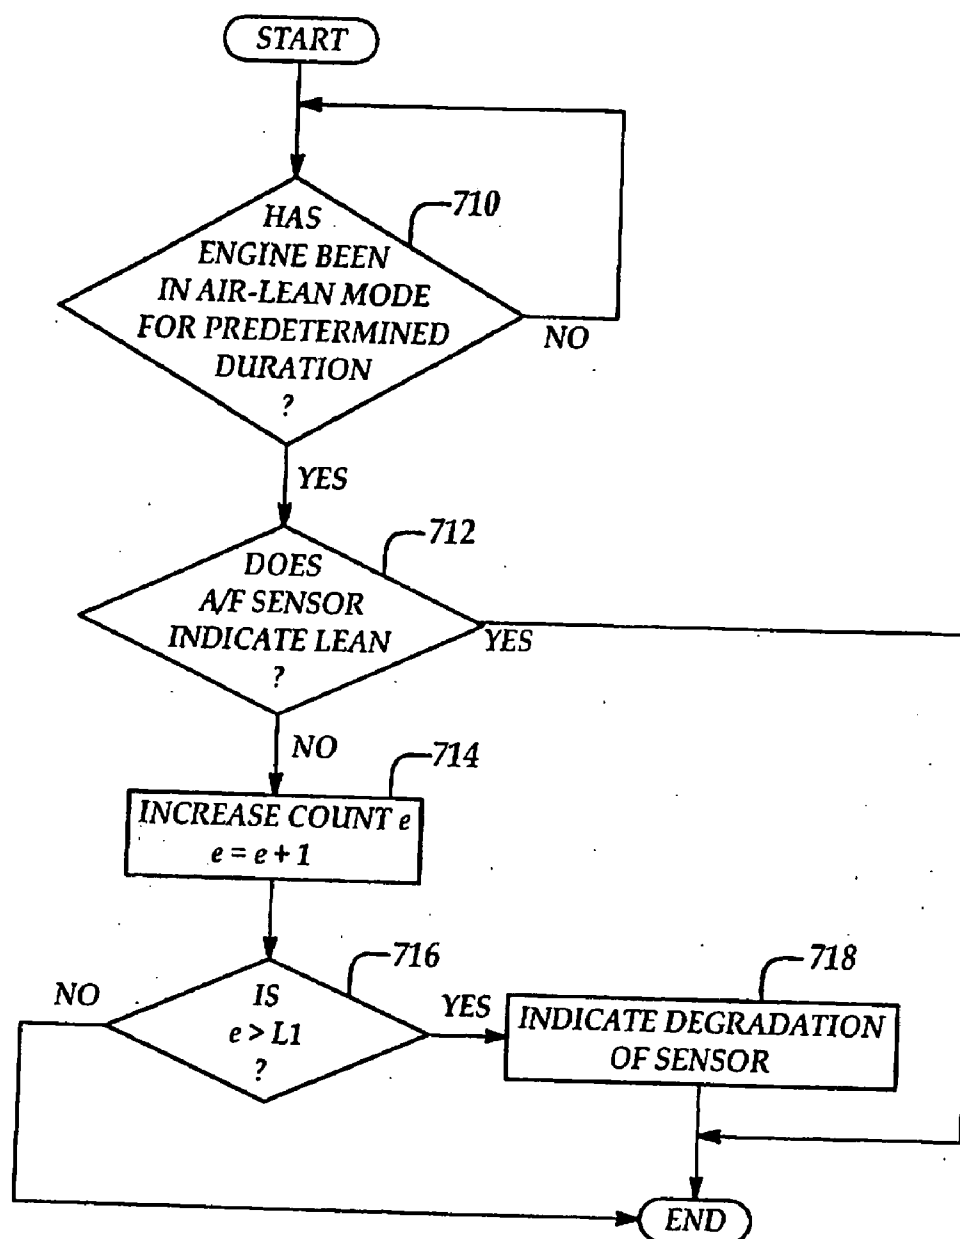 START
710
HAS
ENGINE BEEN
IN AIR-LEAN MODE
FOR PREDETERMINED
DURATION
?
NO
YES
712
DOES
A/F SENSOR
INDICATE LEAN
?
YES
NO
714
INCREASE COUNT e
e = e + 1
716
718
NO
IS
e > L1
?
YES
INDICATE DEGRADATION
OF SENSOR
END